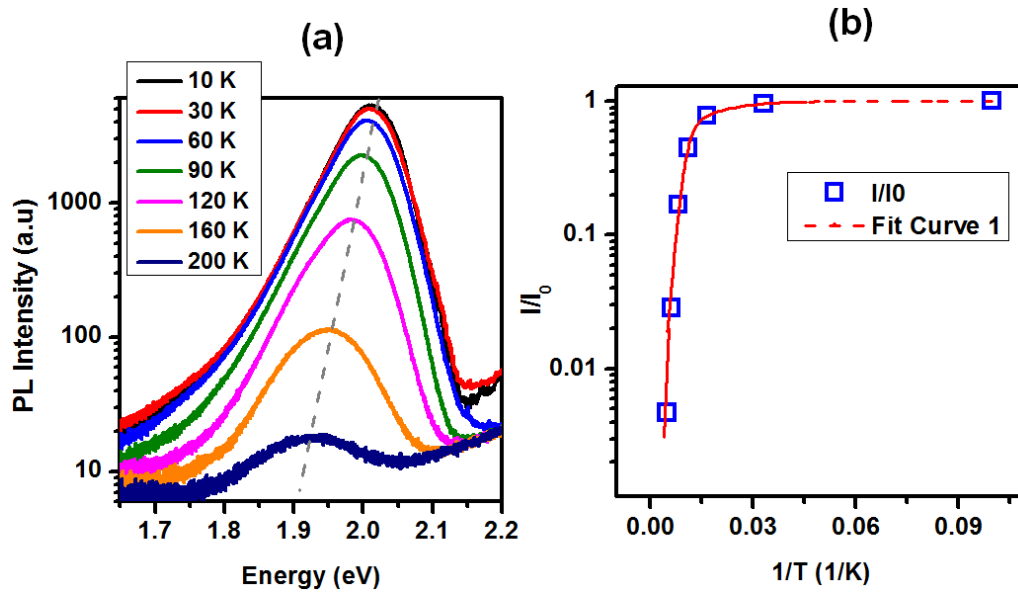 (a)
10 K
30 K
60 K
90 K
120 K
160 K
200 K
1000
100
10
PL Intensity (a.u)
1.7 1.8 1.9 2.0 2.1 2.2
Energy (eV)
(b)
1
0.1
0.01
I/I0
I/I0
Fit Curve 1
0.00 0.03 0.06 0.09
1/T (1/K)